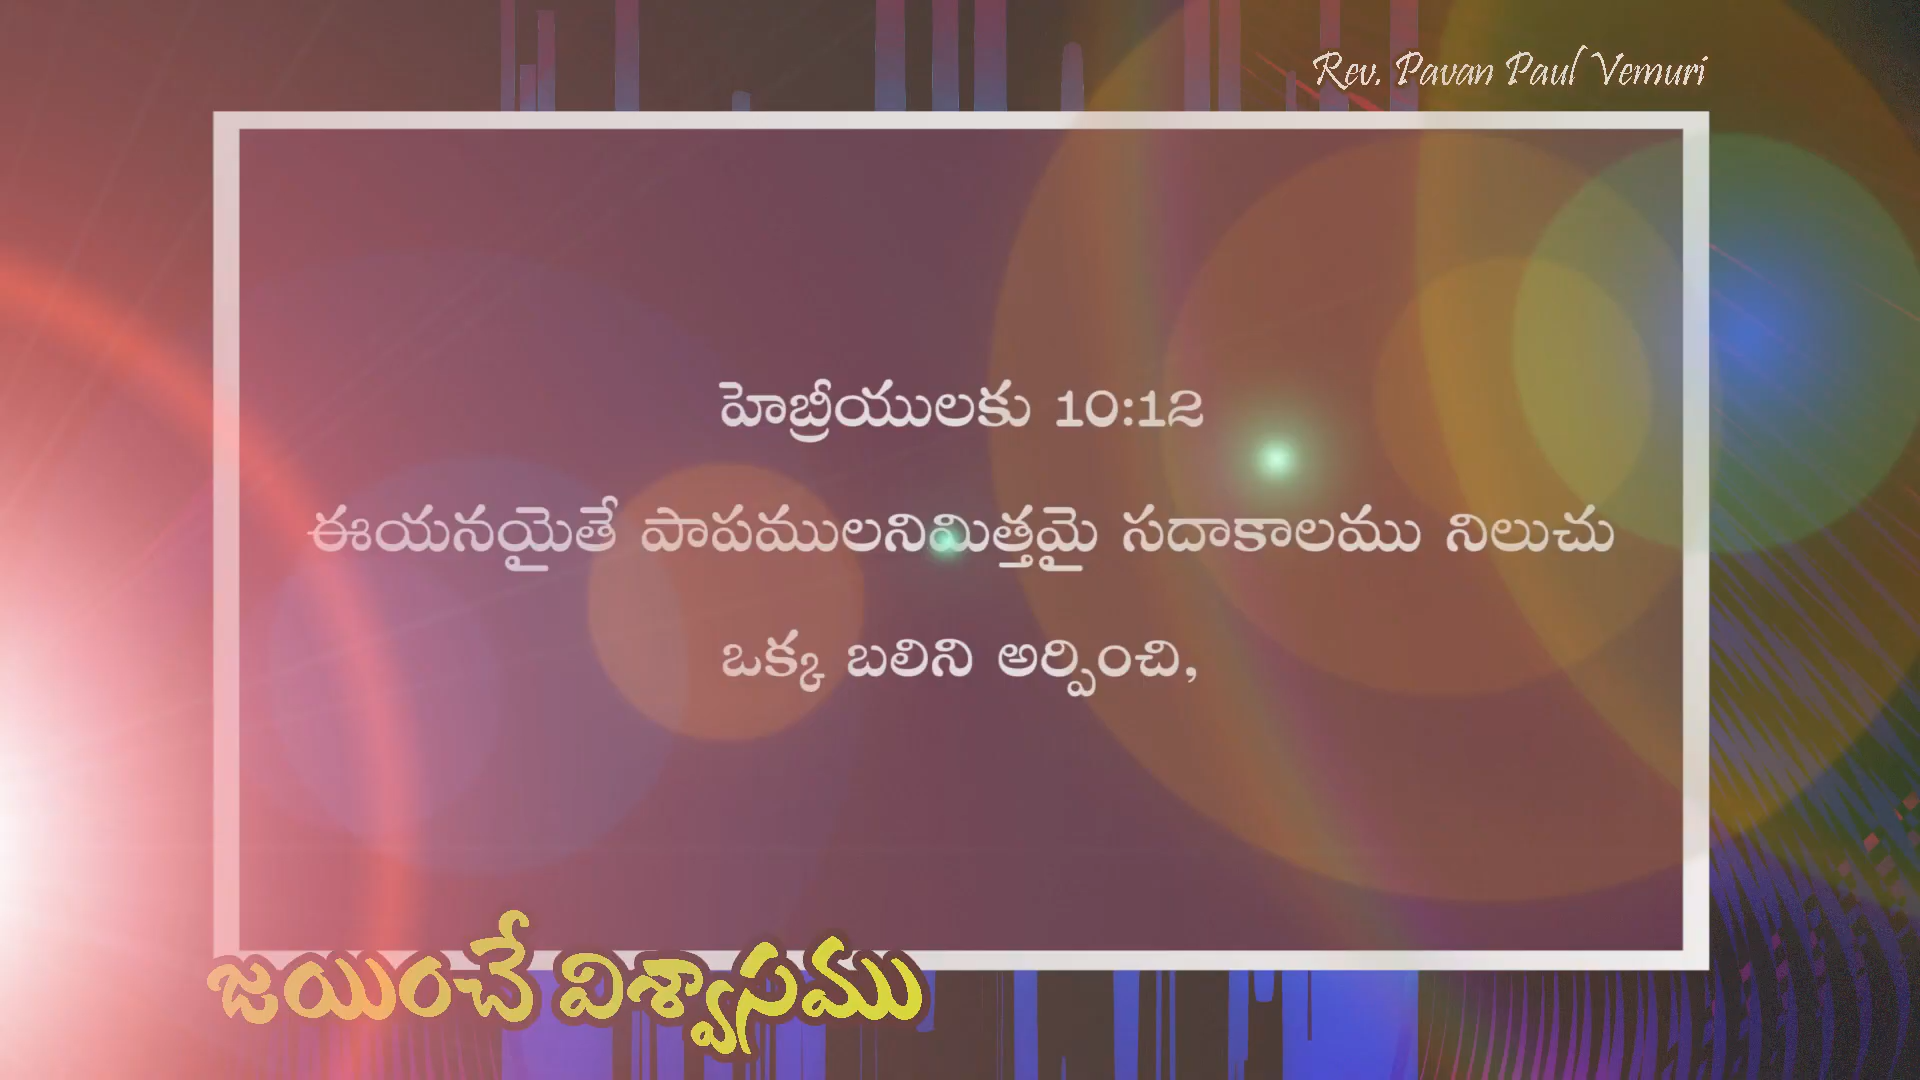 Rev. Pavan Paul Vemuri
హెబ్రీయులకు 10:12
ఈయనయైతే పాపములనిమిత్తమై సదాకాలము నిలుచు
ఒక్క బలిని అర్పించి,
జయించే విశ్వాసము